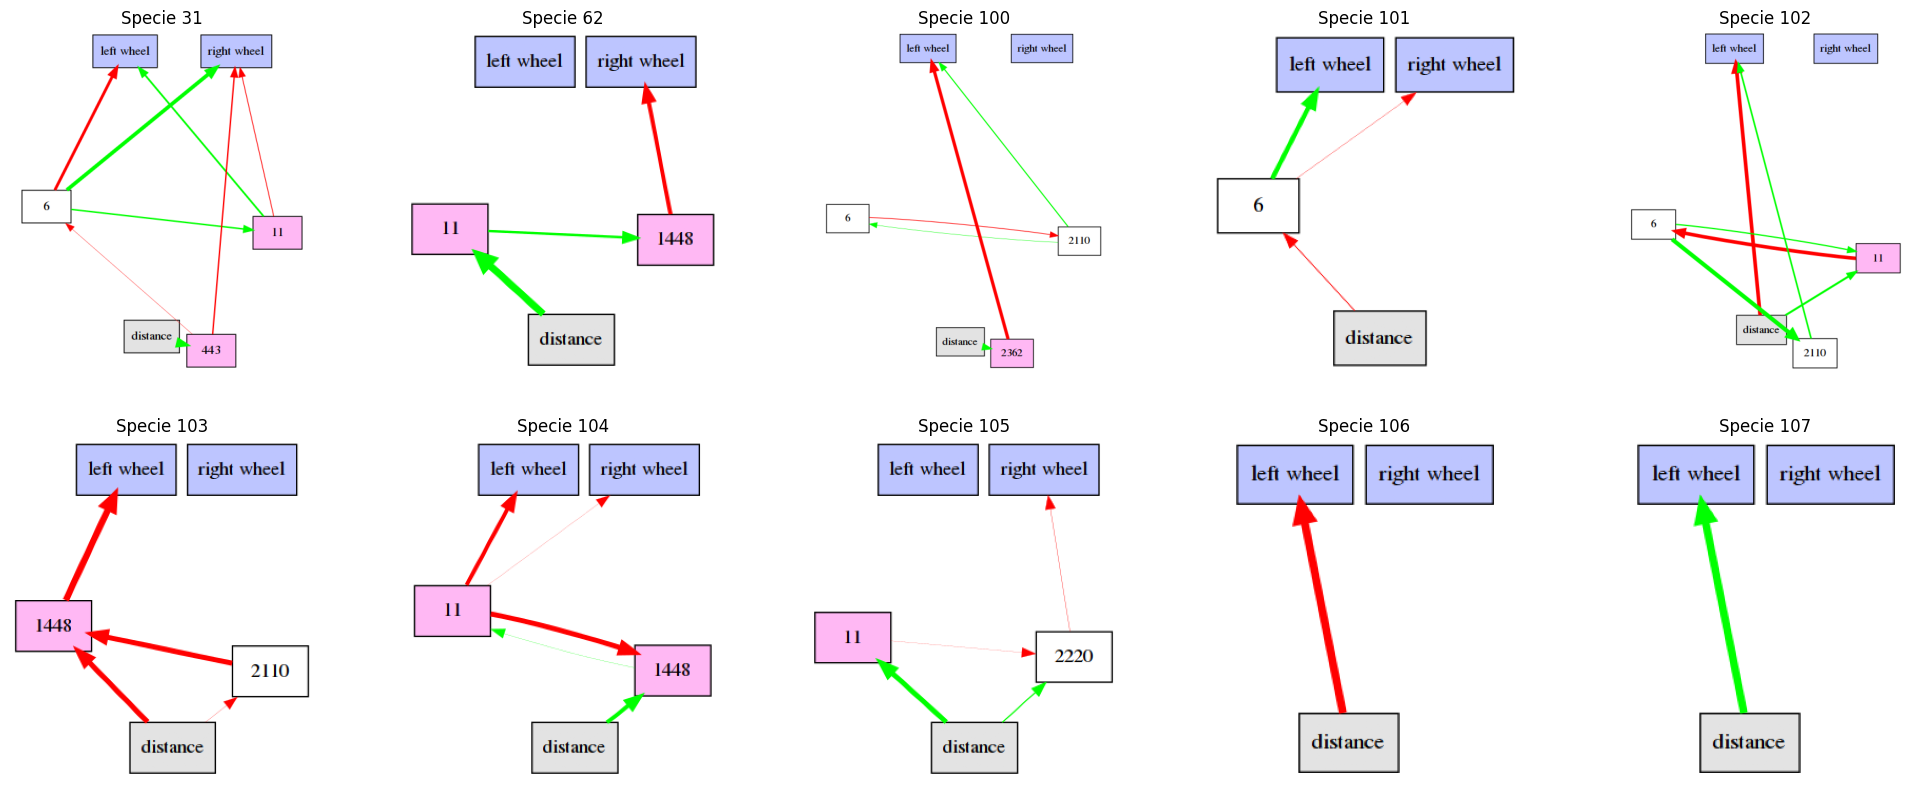 Specie 31
left wheel
right wheel
6
11
distance
443
Specie 62
left wheel
right wheel
11
1448
distance
Specie 100
left wheel
right wheel
6
2110
distance
2362
Specie 101
left wheel
right wheel
6
distance
Specie 102
left wheel
right wheel
6
11
distance
2110
Specie 103
left wheel
right wheel
1448
2110
distance
Specie 104
left wheel
right wheel
11
1448
distance
Specie 105
left wheel
right wheel
11
2220
distance
Specie 106
left wheel
right wheel
distance
Specie 107
left wheel
right wheel
distance